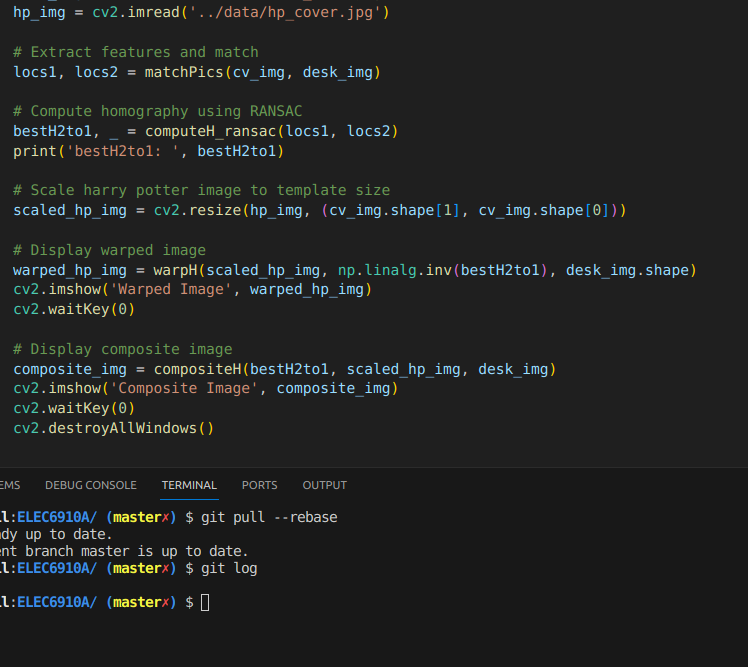 hp_img = cv2.imread('../data/hp_cover.jpg')
# Extract features and match
locs1, locs2 = matchPics(cv_img, desk_img)
# Compute homography using RANSAC
bestH2to1, _ = computeH_ransac(locs1, locs2)
print('bestH2to1: ', bestH2to1)
# Scale harry potter image to template size
scaled_hp_img = cv2.resize(hp_img, (cv_img.shape[1], cv_img.shape[0]))
# Display warped image
warped_hp_img = warpH(scaled_hp_img, np.linalg.inv(bestH2to1), desk_img.shape)
cv2.imshow('Warped Image', warped_hp_img)
cv2.waitKey(0)
# Display composite image
composite_img = compositeH(bestH2to1, scaled_hp_img, desk_img)
cv2.imshow('Composite Image', composite_img)
cv2.waitKey(0)
cv2.destroyAllWindows()
EMS DEBUG CONSOLE TERMINAL PORTS OUTPUT
l:ELEC6910A/ (master✗) $ git pull --rebase
dy up to date.
nt branch master is up to date.
l:ELEC6910A/ (master✗) $ git log
l:ELEC6910A/ (master✗) $